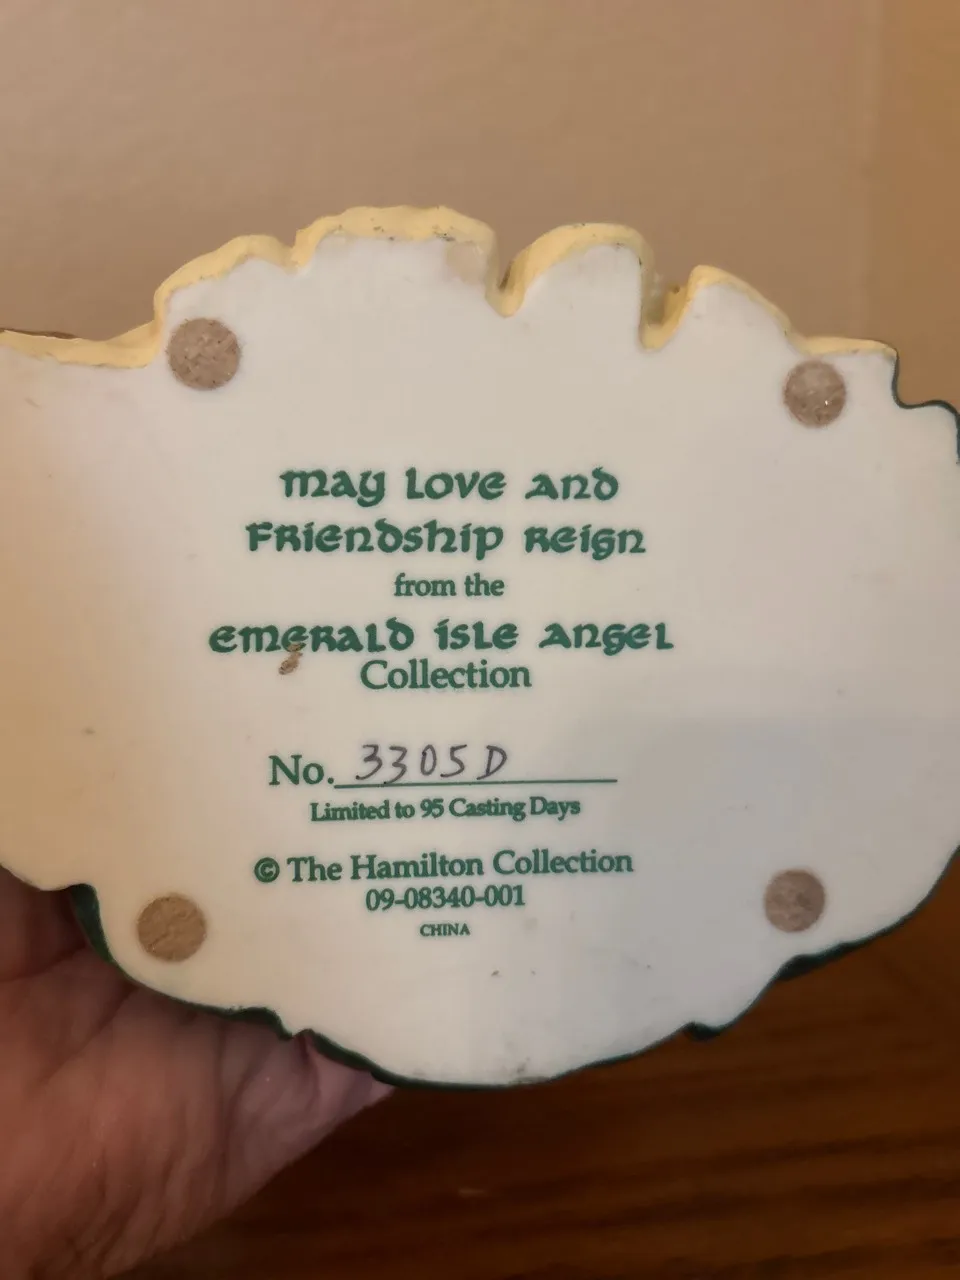 May Love and
Friendship Reign
from the
Emerald Isle Angel
Collection
No. 3305D
Limited to 95 Casting Days
© The Hamilton Collection
09-08340-001
CHINA